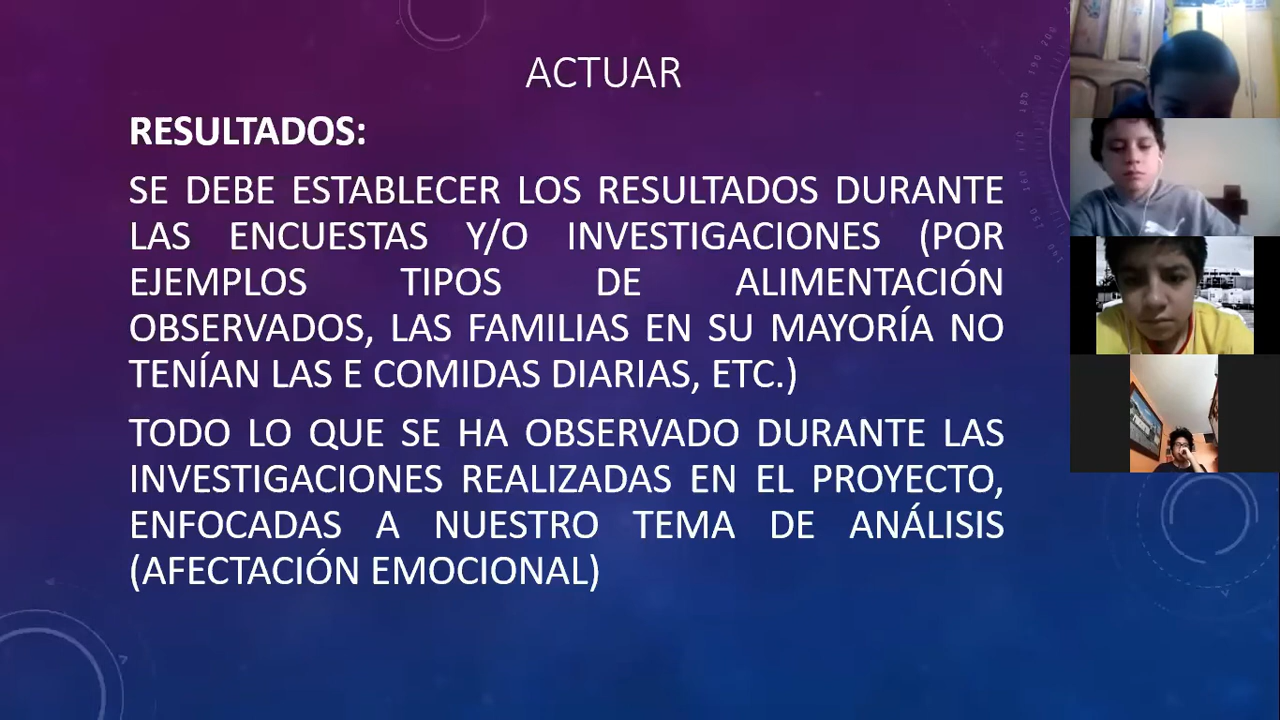 ACTUAR
RESULTADOS:
SE DEBE ESTABLECER LOS RESULTADOS DURANTE
LAS ENCUESTAS Y/O INVESTIGACIONES (POR
EJEMPLOS TIPOS DE ALIMENTACIÓN
OBSERVADOS, LAS FAMILIAS EN SU MAYORÍA NO
TENÍAN LAS E COMIDAS DIARIAS, ETC.)
TODO LO QUE SE HA OBSERVADO DURANTE LAS
INVESTIGACIONES REALIZADAS EN EL PROYECTO,
ENFOCADAS A NUESTRO TEMA DE ANÁLISIS
(AFECTACIÓN EMOCIONAL)